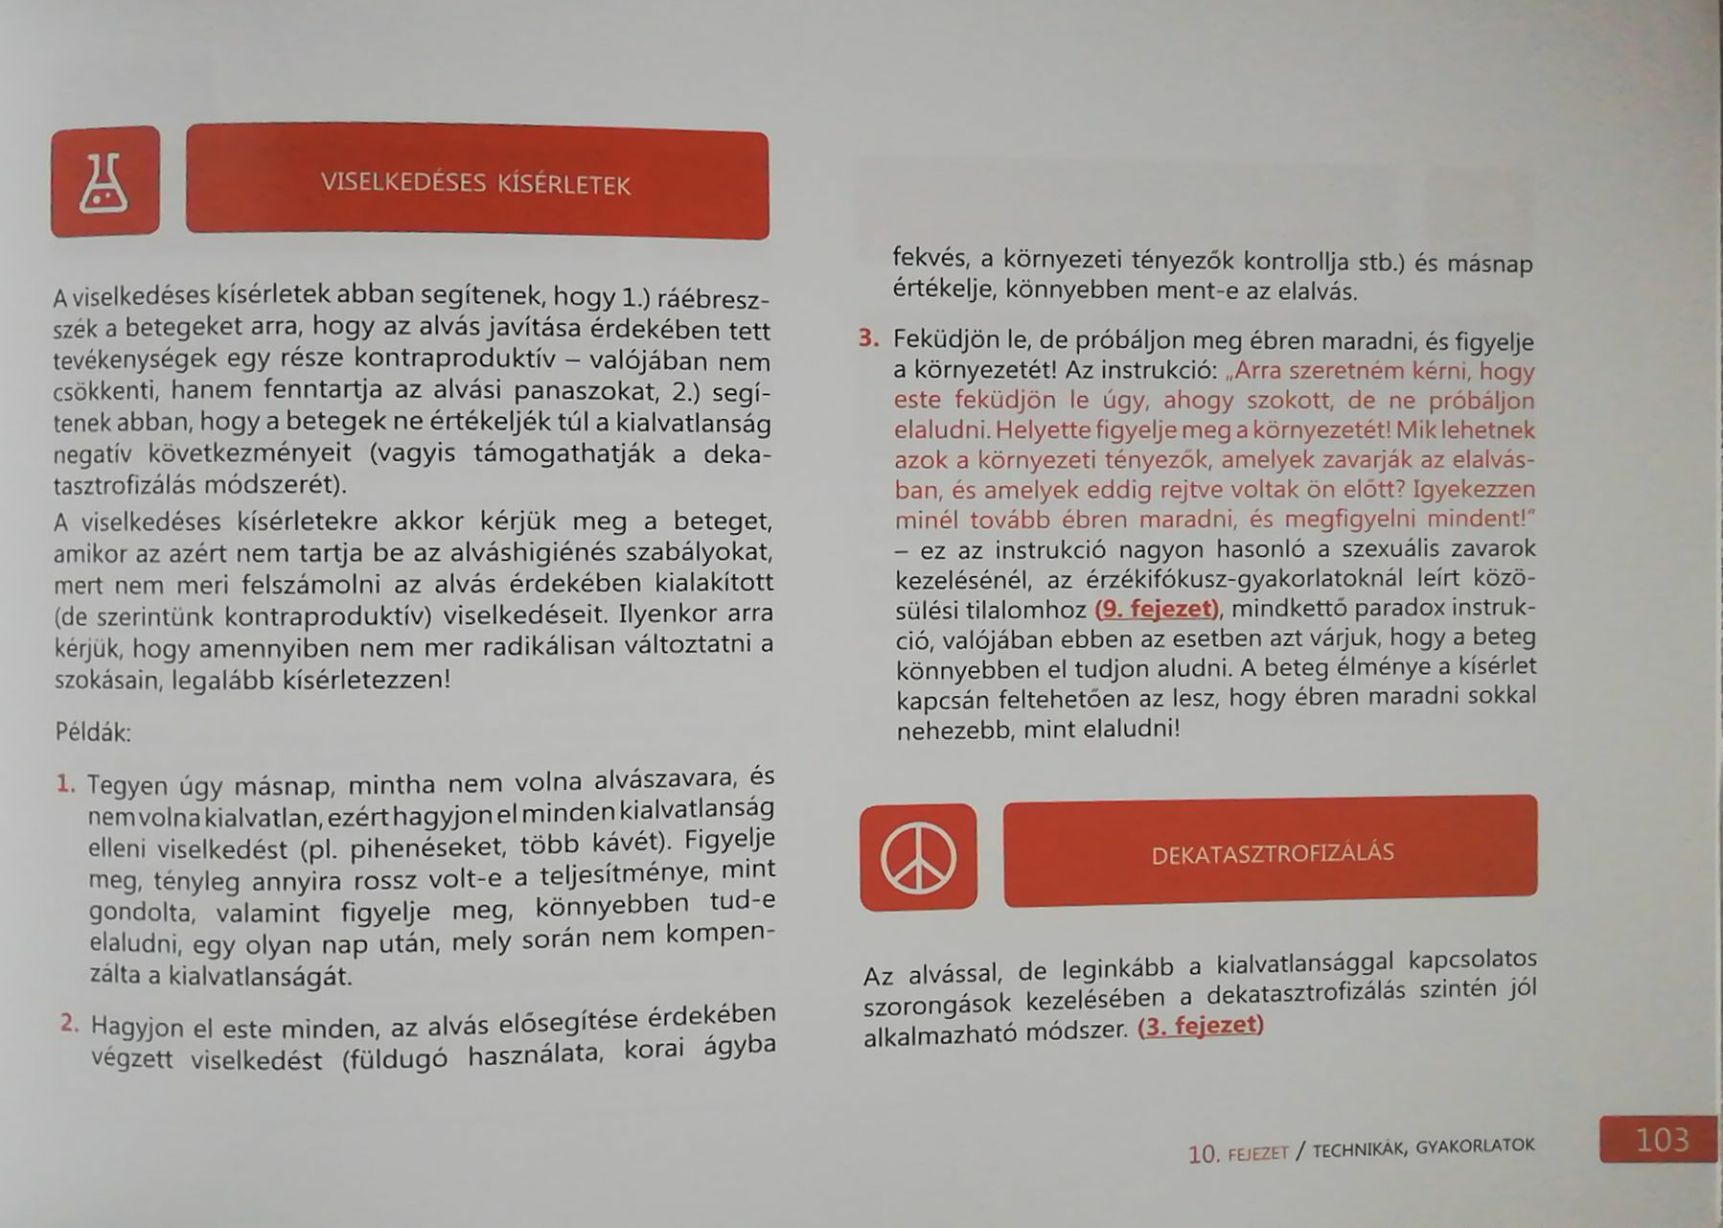 VISELKEDÉSES KÍSÉRLETEK
A viselkedéses kísérletek abban segítenek, hogy 1.) ráébresz-
szék a betegeket arra, hogy az alvás javítása érdekében tett
tevékenységek egy része kontraproduktív – valójában nem
csökkenti, hanem fenntartja az alvási panaszokat, 2.) segí-
tenek abban, hogy a betegek ne értékeljék túl a kialvatlanság
negatív következményeit (vagyis támogathatják a deka-
tasztrofizálás módszerét).
A viselkedéses kísérletekre akkor kérjük meg a beteget,
amikor az azért nem tartja be az alváshigiénés szabályokat,
mert nem meri felszámolni az alvás érdekében kialakított
(de szerintünk kontraproduktív) viselkedéseit. Ilyenkor arra
kérjük, hogy amennyiben nem mer radikálisan változtatni a
szokásain, legalább kísérletezzen!
Példák:
1. Tegyen úgy másnap, mintha nem volna alvászavara, és
nem volna kialvatlan, ezért hagyjon el minden kialvatlanság
elleni viselkedést (pl. pihenéseket, több kávét). Figyelje
meg, tényleg annyira rossz volt-e a teljesítménye, mint
gondolta, valamint figyelje meg, könnyebben tud-e
elaludni, egy olyan nap után, mely során nem kompen-
zálta a kialvatlanságát.
2. Hagyjon el este minden, az alvás elősegítése érdekében
végzett viselkedést (füldugó használata, korai ágyba
fekvés, a környezeti tényezők kontrollja stb.) és másnap
értékelje, könnyebben ment-e az elalvás.
3. Feküdjön le, de próbáljon meg ébren maradni, és figyelje
a környezetét! Az instrukció: „Arra szeretném kérni, hogy
este feküdjön le úgy, ahogy szokott, de ne próbáljon
elaludni. Helyette figyelje meg a környezetét! Mik lehetnek
azok a környezeti tényezők, amelyek zavarják az elalvás-
ban, és amelyek eddig rejtve voltak ön előtt? Igyekezzen
minél tovább ébren maradni, és megfigyelni mindent!”
– ez az instrukció nagyon hasonló a szexuális zavarok
kezelésénél, az érzékifókusz-gyakorlatoknál leírt közö-
sülési tilalomhoz (9. fejezet), mindkettő paradox instruk-
ció, valójában ebben az esetben azt várjuk, hogy a beteg
könnyebben el tudjon aludni. A beteg élménye a kísérlet
kapcsán feltehetően az lesz, hogy ébren maradni sokkal
nehezebb, mint elaludni!
DEKATASZTROFIZÁLÁS
Az alvással, de leginkább a kialvatlansággal kapcsolatos
szorongások kezelésében a dekatasztrofizálás szintén jól
alkalmazható módszer. (3. fejezet)
10. FEJEZET / TECHNIKÁK, GYAKORLATOK
103